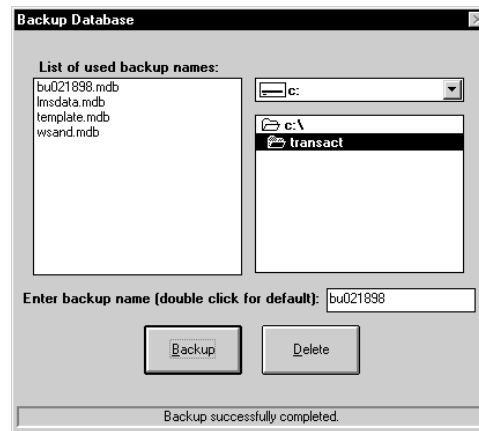 Backup Database
List of used backup names:
bu021898.mdb
lmsdata.mdb
template.mdb
wsand.mdb
c:
c:\
transact
Enter backup name (double click for default): bu021898
Backup
Delete
Backup successfully completed.